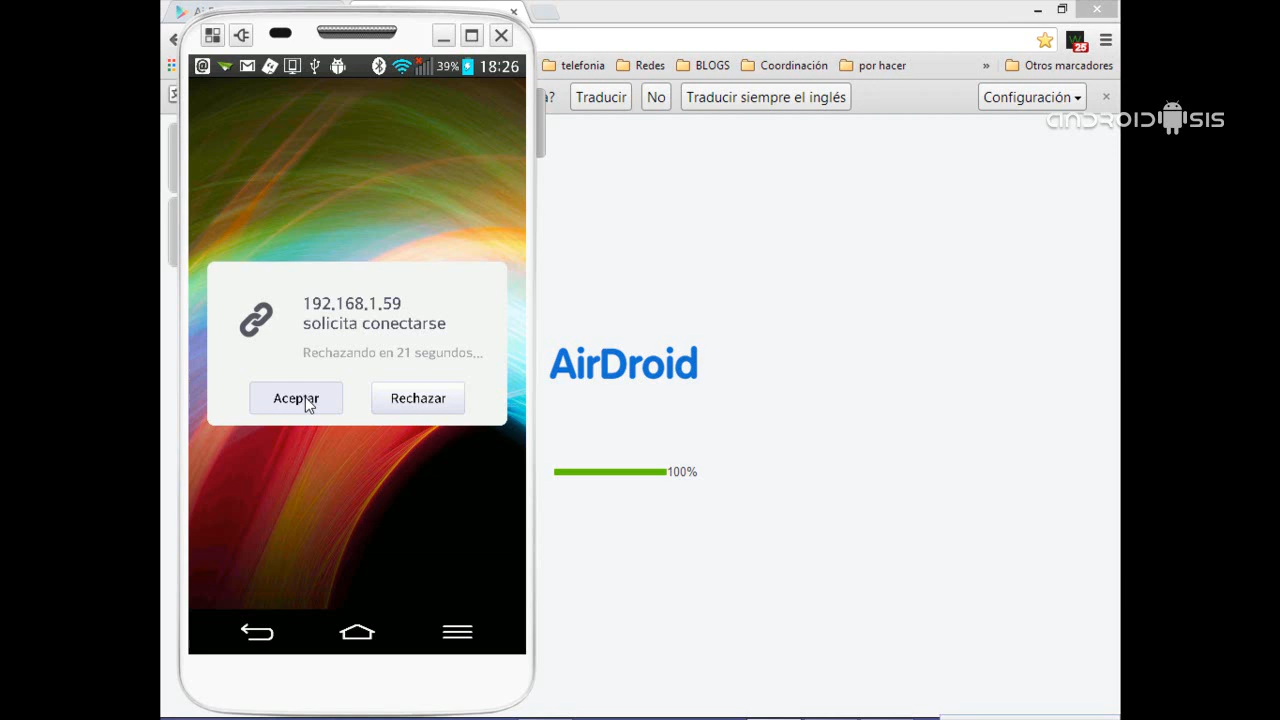 39% 18:26
telefonia Redes BLOGS Coordinación por hacer » Otros marcadores
25
a? Traducir No Traducir siempre el inglés Configuración
ANDROIDSIS
192.168.1.59
solicita conectarse
Rechazando en 21 segundos...
Aceptar Rechazar
AirDroid
100%